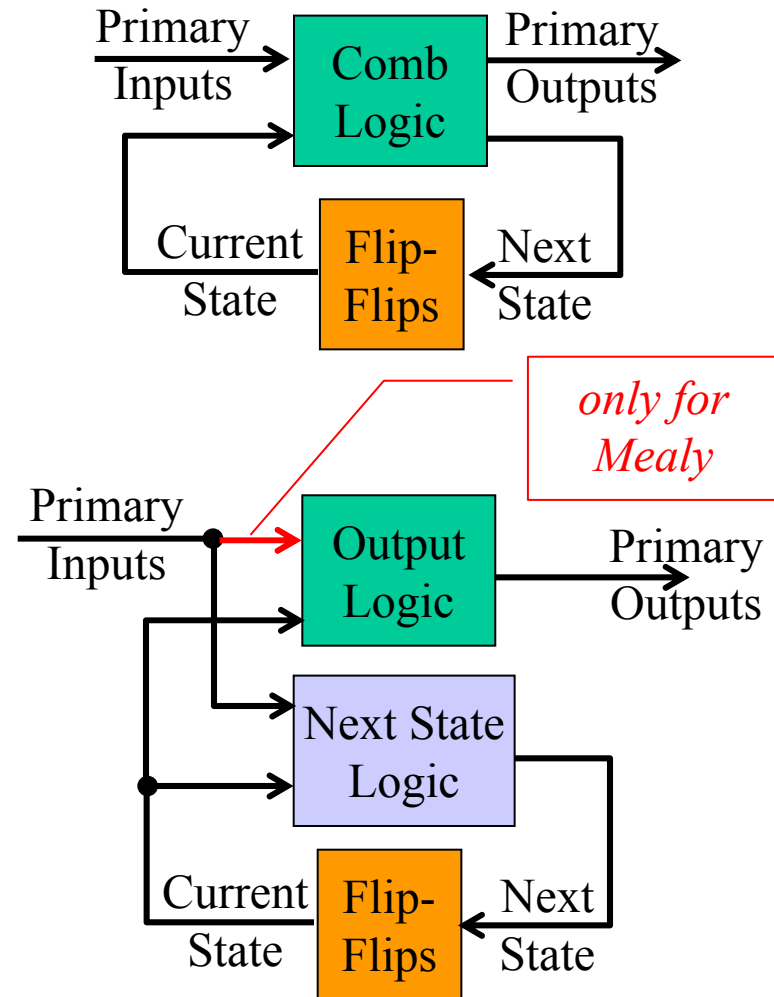 Primary
Inputs
Comb
Logic
Primary
Outputs
Current
State
Flip-
Flips
Next
State
only for
Mealy
Primary
Inputs
Output
Logic
Primary
Outputs
Next State
Logic
Current
State
Flip-
Flips
Next
State